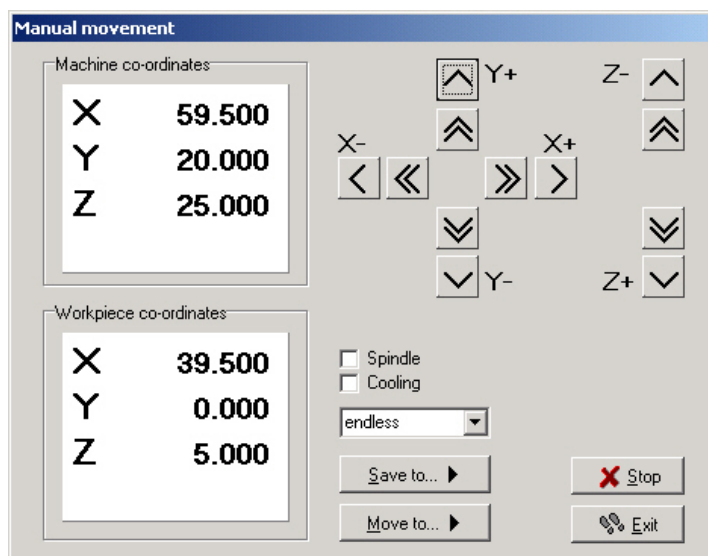 Manual movement
Machine co-ordinates
X 59.500
Y 20.000
Z 25.000
Y+
Z-
X-
X+
Y-
Z+
Workpiece co-ordinates
X 39.500
Y 0.000
Z 5.000
Spindle
Cooling
endless
Save to...
Stop
Move to...
Exit